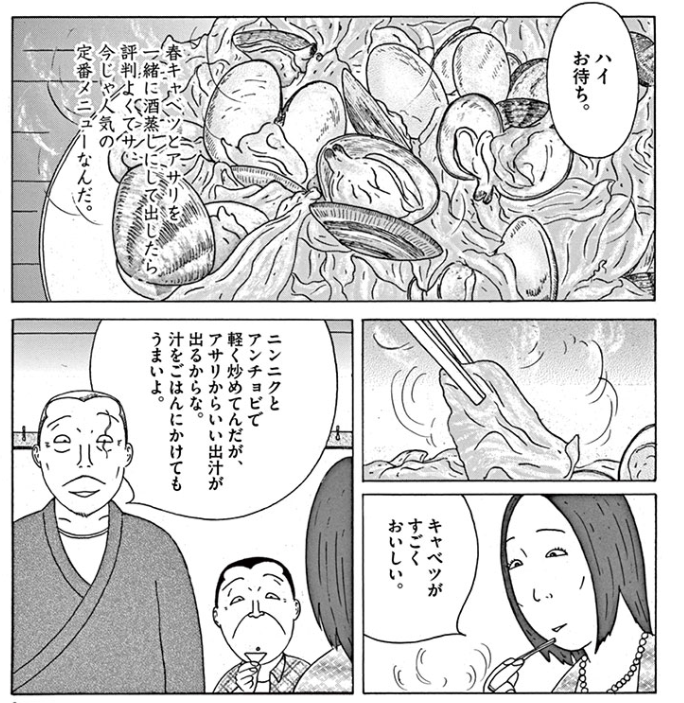 ハイ
お待ち。
春キャベツとアサリを
一緒に酒蒸しにして出したら
評判よくてサ、
今じゃ人気の
定番メニューなんだ。
キャベツが
すごく
おいしい。
ニンニクと
アンチョビで
軽く炒めてんだが、
アサリからいい出汁が
出るからな。
汁をごはんにかけても
うまいよ。